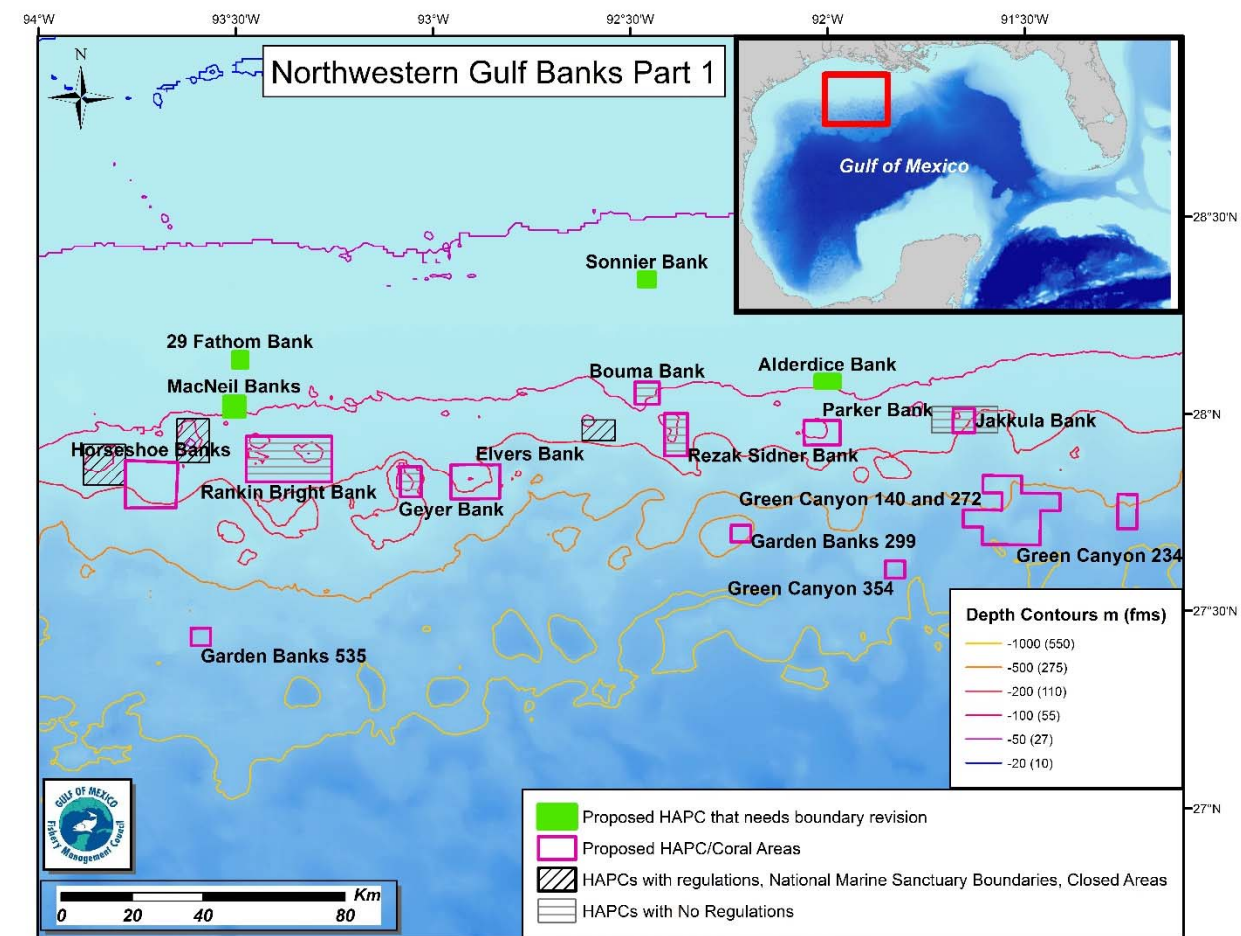 94°W 93°30'W 93°W 92°30'W 92°W 91°30'W
N
Northwestern Gulf Banks Part 1
Gulf of Mexico
28°30'N
Sonnier Bank
29 Fathom Bank
MacNeil Banks
Bouma Bank
Alderdice Bank
28°N
Parker Bank
Jakkula Bank
Horseshoe Banks
Elvers Bank
Rezak Sidner Bank
Rankin Bright Bank
Geyer Bank
Green Canyon 140 and 272
Garden Banks 299
Green Canyon 234
Green Canyon 354
27°30'N
Garden Banks 535
Depth Contours m (fms)
-1000 (550)
-500 (275)
-200 (110)
-100 (55)
-50 (27)
-20 (10)
27°N
GULF OF MEXICO
Fishery Management Council
Proposed HAPC that needs boundary revision
Proposed HAPC/Coral Areas
HAPCs with regulations, National Marine Sanctuary Boundaries, Closed Areas
HAPCs with No Regulations
Km
0 20 40 80